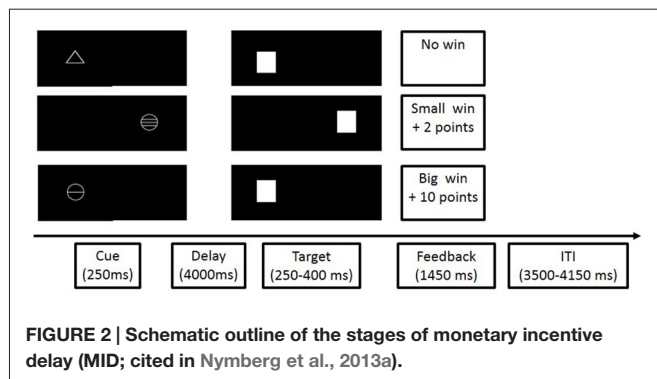 No win
Small win
+ 2 points
Big win
+ 10 points
Cue
(250ms)
Delay
(4000ms)
Target
(250-400 ms)
Feedback
(1450 ms)
ITI
(3500-4150 ms)
FIGURE 2 | Schematic outline of the stages of monetary incentive
delay (MID; cited in Nymberg et al., 2013a).